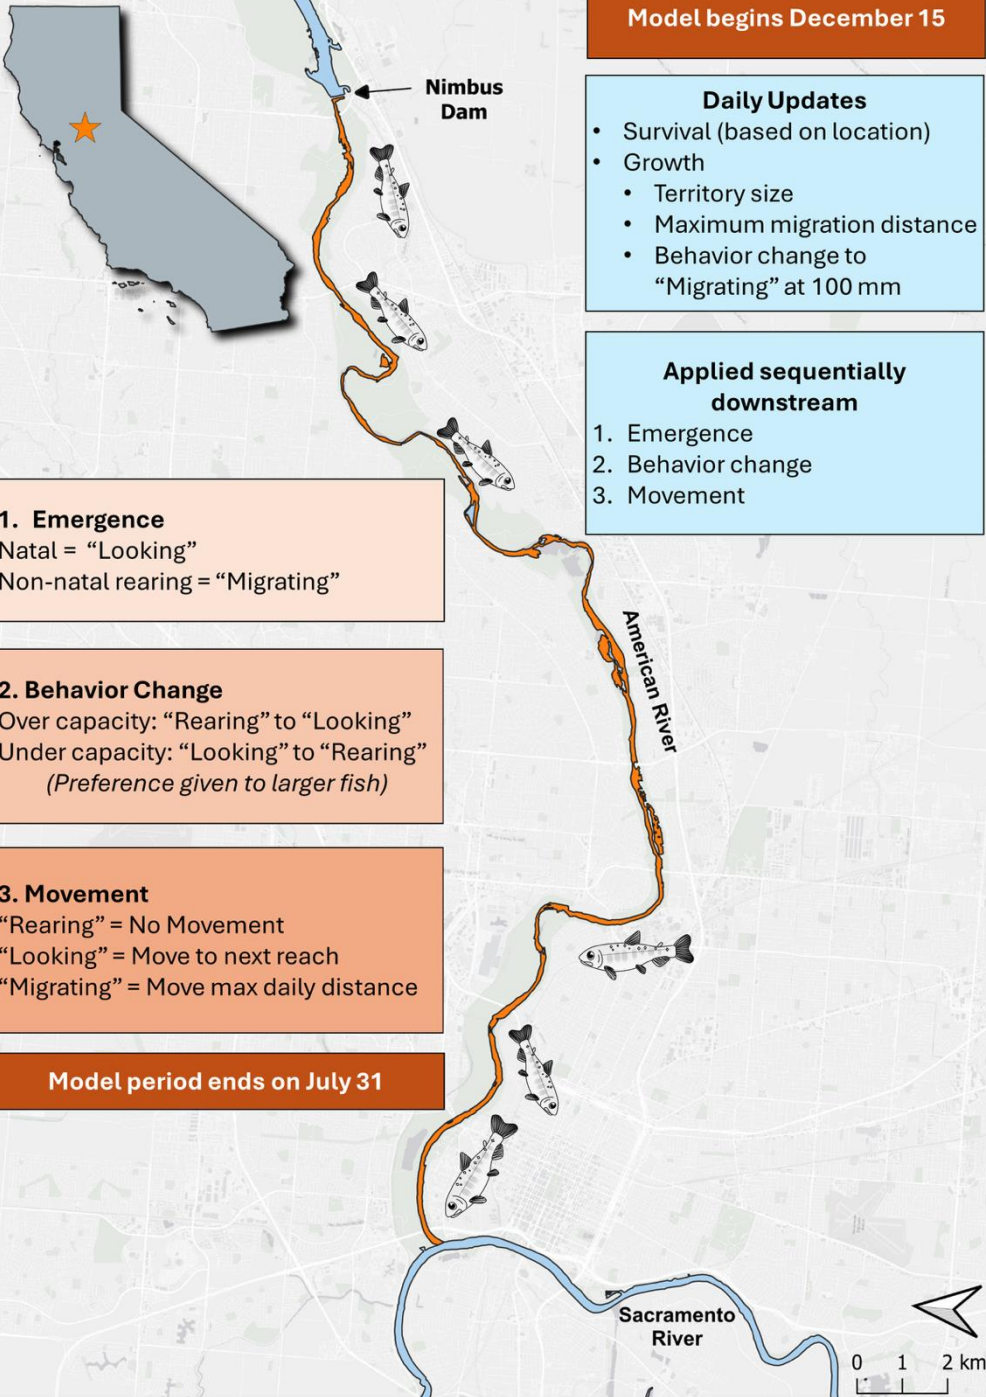 Model begins December 15
Nimbus
Dam
Daily Updates
• Survival (based on location)
• Growth
• Territory size
• Maximum migration distance
• Behavior change to
“Migrating” at 100 mm
Applied sequentially
downstream
1. Emergence
2. Behavior change
3. Movement
1. Emergence
Natal = “Looking”
Non-natal rearing = “Migrating”
American River
2. Behavior Change
Over capacity: “Rearing” to “Looking”
Under capacity: “Looking” to “Rearing”
(Preference given to larger fish)
3. Movement
“Rearing” = No Movement
“Looking” = Move to next reach
“Migrating” = Move max daily distance
Model period ends on July 31
Sacramento
River
0 1 2 km